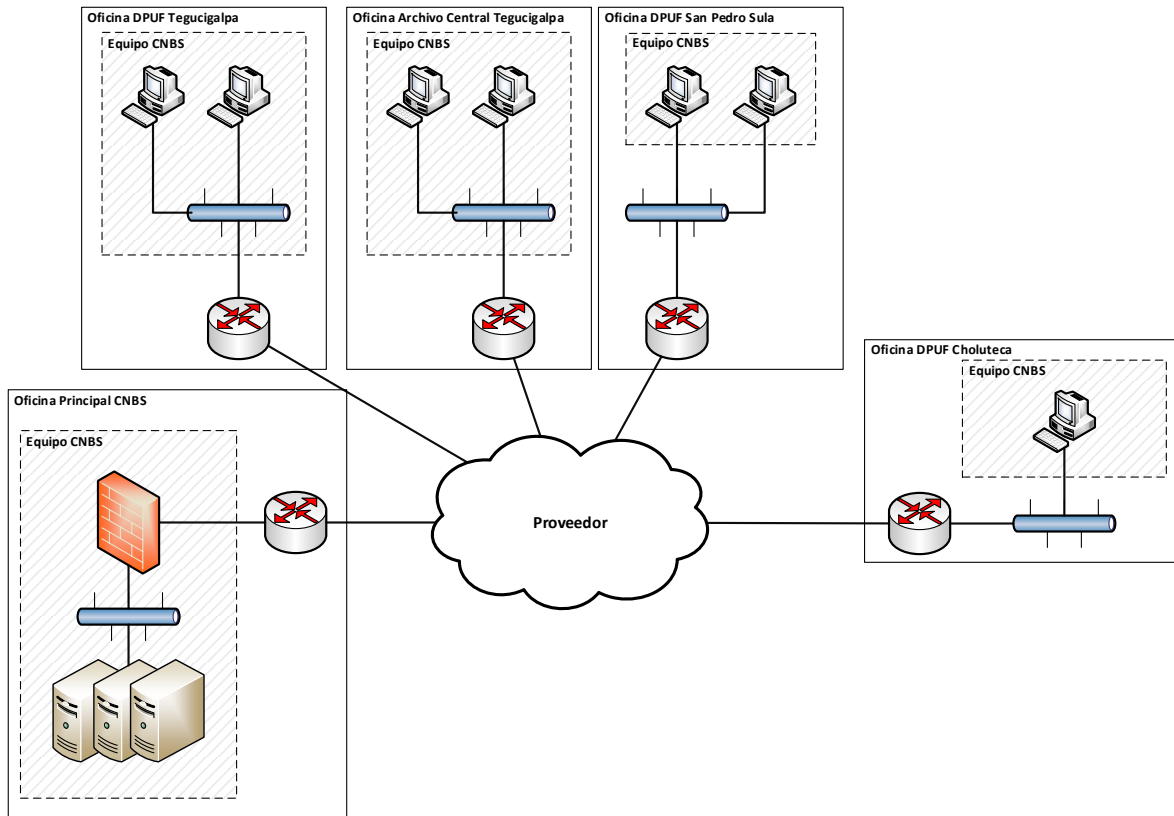 Oficina DPUF Tegucigalpa
Equipo CNBS
Oficina Archivo Central Tegucigalpa
Equipo CNBS
Oficina DPUF San Pedro Sula
Equipo CNBS
Oficina DPUF Choluteca
Equipo CNBS
Oficina Principal CNBS
Equipo CNBS
Proveedor